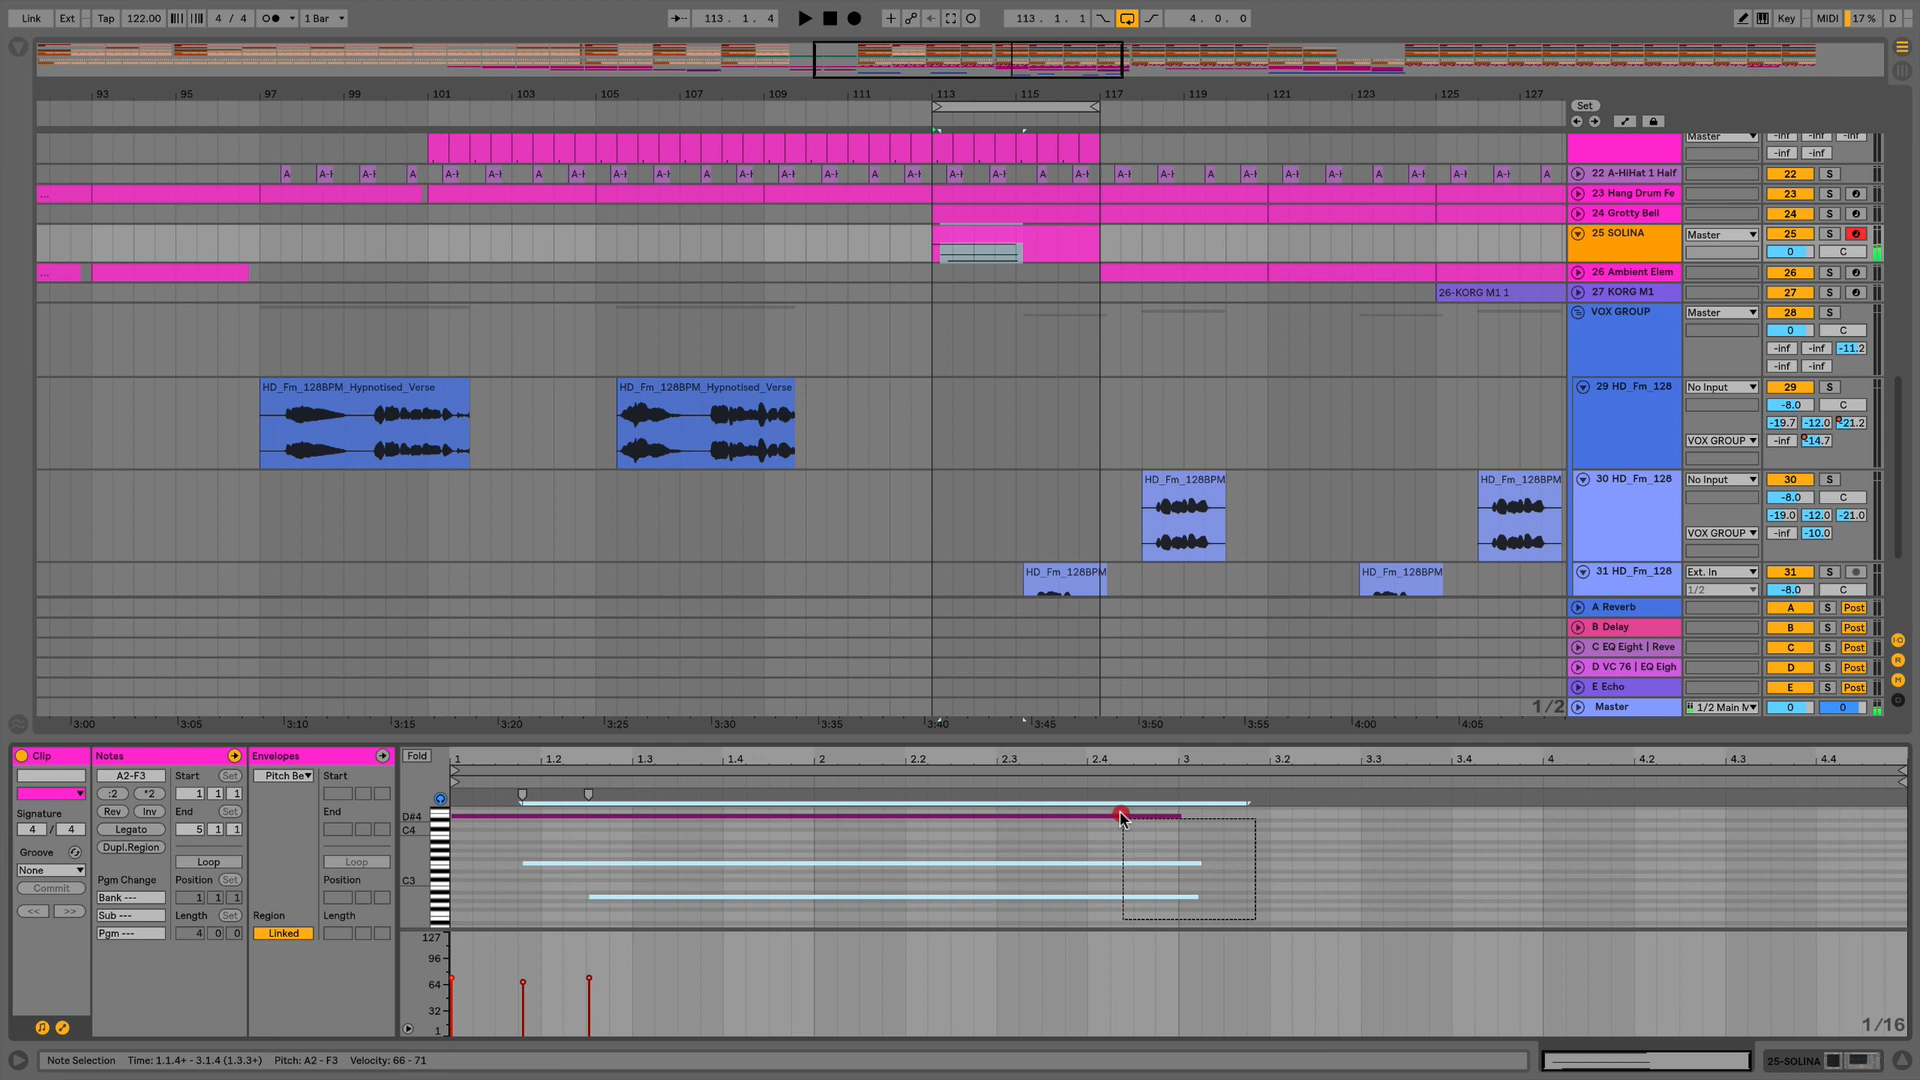 Link Ext Tap 122.00 4 / 4 1 Bar 113. 1. 4 113. 1. 1 4. 0. 0 Key MIDI 17 % D
93 95 97 99 101 103 105 107 109 111 113 115 117 119 121 123 125 127 Set
Master -inf -inf -inf
-inf -inf
A A-H A-H A A-H A-H A A-H A-H A-H A A-H A-H A-H A A-H A-H A-H A A-H A-H A A-H A-H A-H A A-H A-H A-H A 22 A-HiHat 1 Half 22 S
... 23 Hang Drum Fe 23 S
24 Grotty Bell 24 S
25 SOLINA Master 25 S
0 C
... 26 Ambient Elem 26 S
26-KORG M1 1 27 KORG M1 27 S
VOX GROUP Master 28 S
0 C
-inf -inf -11.2
-inf -inf
HD_Fm_128BPM_Hypnotised_Verse HD_Fm_128BPM_Hypnotised_Verse 29 HD_Fm_128 No Input 29 S
-8.0 C
-19.7 -12.0 -21.2
VOX GROUP -inf -14.7
HD_Fm_128BPM HD_Fm_128BPM 30 HD_Fm_128 No Input 30 S
-8.0 C
-19.0 -12.0 -21.0
VOX GROUP -inf -10.0
HD_Fm_128BPM HD_Fm_128BPM 31 HD_Fm_128 Ext. In 31 S
1/2 -8.0 C
A Reverb A S Post
B Delay B S Post
C EQ Eight | Reve C S Post
D VC 76 | EQ Eigh D S Post
E Echo E S Post
1/2 Master 1/2 Main 0 0
3:00 3:05 3:10 3:15 3:20 3:25 3:30 3:35 3:40 3:45 3:50 3:55 4:00 4:05
Clip Notes Envelopes Fold 1 1.2 1.3 1.4 2 2.2 2.3 2.4 3 3.2 3.3 3.4 4 4.2 4.3 4.4
A2-F3 Start Set Pitch Be Start
:2 *2 1 1 1
Signature Rev Inv End Set End
4 / 4 Legato 5 1 1
Groove Dupl.Region
None Loop Loop
Commit Pgm Change Position Set Position
<< >> Bank --- 1 1 1
Sub --- Length Set Region Length
Pgm --- 4 0 0 Linked
D#4
C4
C3
127
96
64
32
1
1/16
Note Selection Time: 1.1.4+ - 3.1.4 (1.3.3+) Pitch: A2 - F3 Velocity: 66 - 71 25-SOLINA